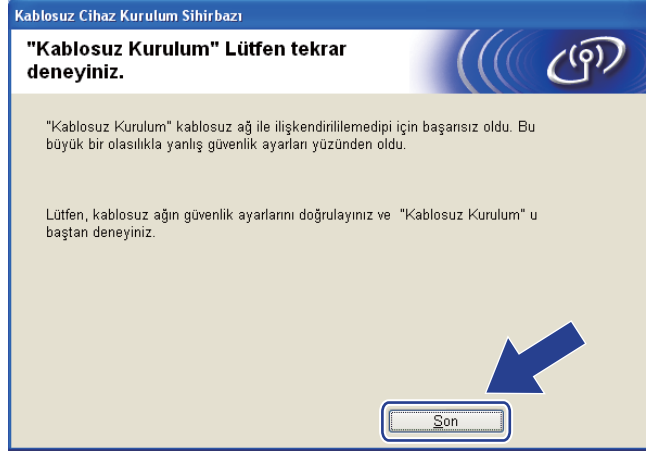 Kablosuz Cihaz Kurulum Sihirbazı
"Kablosuz Kurulum" Lütfen tekrar
deneyiniz.
"Kablosuz Kurulum" kablosuz ağ ile ilişkendirililemedipi için başarısız oldu. Bu
büyük bir olasılıkla yanlış güvenlik ayarları yüzünden oldu.
Lütfen, kablosuz ağın güvenlik ayarlarını doğrulayınız ve "Kablosuz Kurulum" u
baştan deneyiniz.
Son